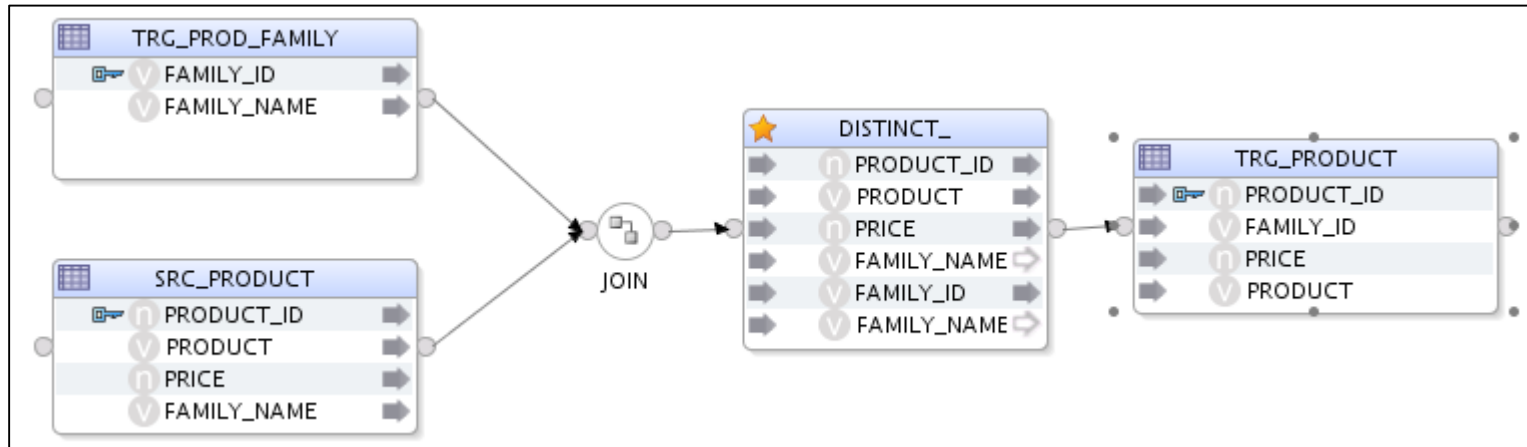 TRG_PROD_FAMILY
v FAMILY_ID
v FAMILY_NAME
SRC_PRODUCT
n PRODUCT_ID
v PRODUCT
n PRICE
v FAMILY_NAME
JOIN
DISTINCT_
n PRODUCT_ID
v PRODUCT
n PRICE
v FAMILY_NAME
v FAMILY_ID
v FAMILY_NAME
TRG_PRODUCT
n PRODUCT_ID
v FAMILY_ID
n PRICE
v PRODUCT